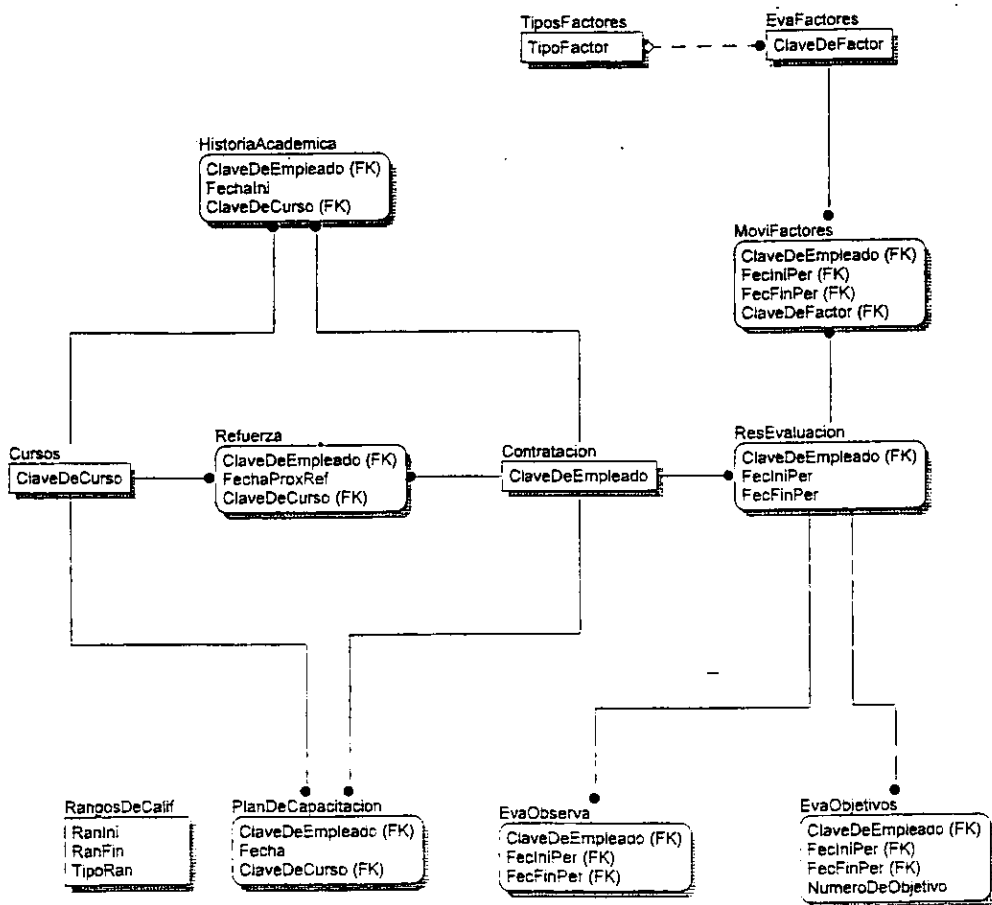 TiposFactores
TipoFactor
EvaFactores
ClaveDeFactor
HistoriaAcademica
ClaveDeEmpleado (FK)
FechaIni
ClaveDeCurso (FK)
MoviFactores
ClaveDeEmpleado (FK)
FecIniPer (FK)
FecFinPer (FK)
ClaveDeFactor (FK)
Cursos
ClaveDeCurso
Refuerza
ClaveDeEmpleado (FK)
FechaProxRef
ClaveDeCurso (FK)
Contratacion
ClaveDeEmpleado
ResEvaluacion
ClaveDeEmpleado (FK)
FecIniPer
FecFinPer
RangosDeCalif
RanIni
RanFin
TipoRan
PlanDeCapacitacion
ClaveDeEmpleado (FK)
Fecha
ClaveDeCurso (FK)
EvaObserva
ClaveDeEmpleado (FK)
FecIniPer (FK)
FecFinPer (FK)
EvaObjetivos
ClaveDeEmpleado (FK)
FecIniPer (FK)
FecFinPer (FK)
NumeroDeObjetivo